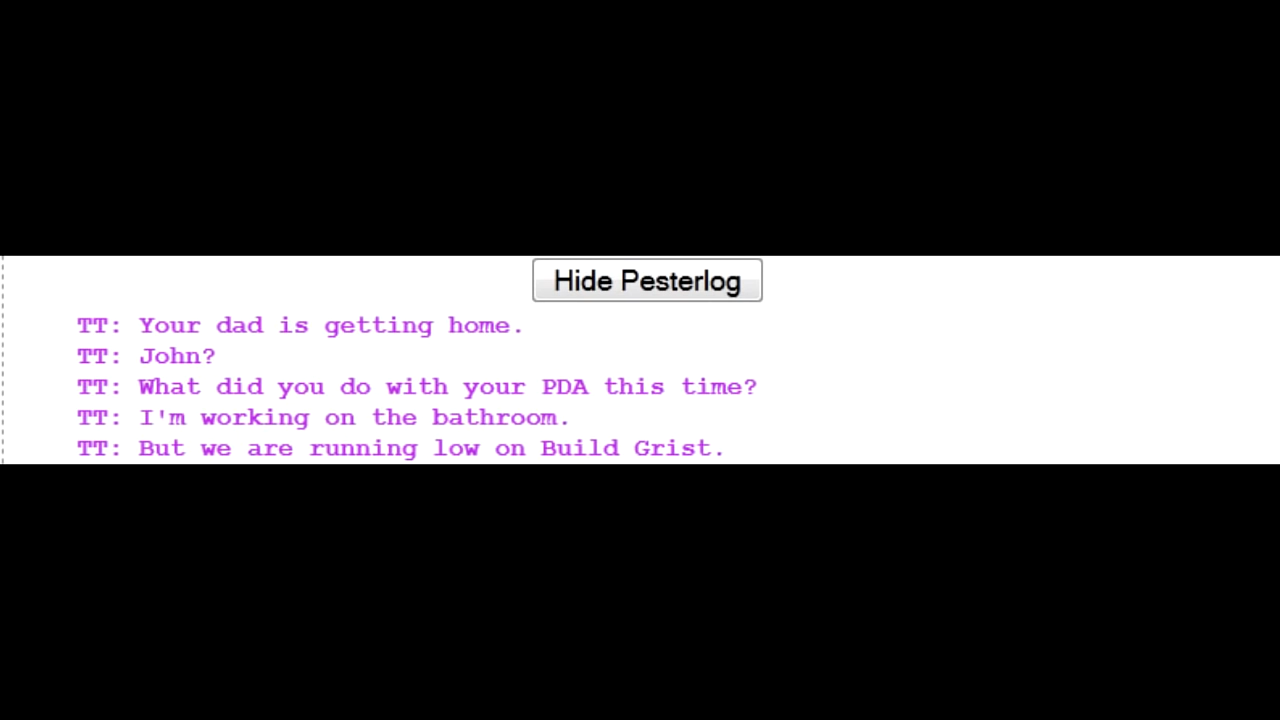 Hide Pesterlog
TT: Your dad is getting home.
TT: John?
TT: What did you do with your PDA this time?
TT: I'm working on the bathroom.
TT: But we are running low on Build Grist.